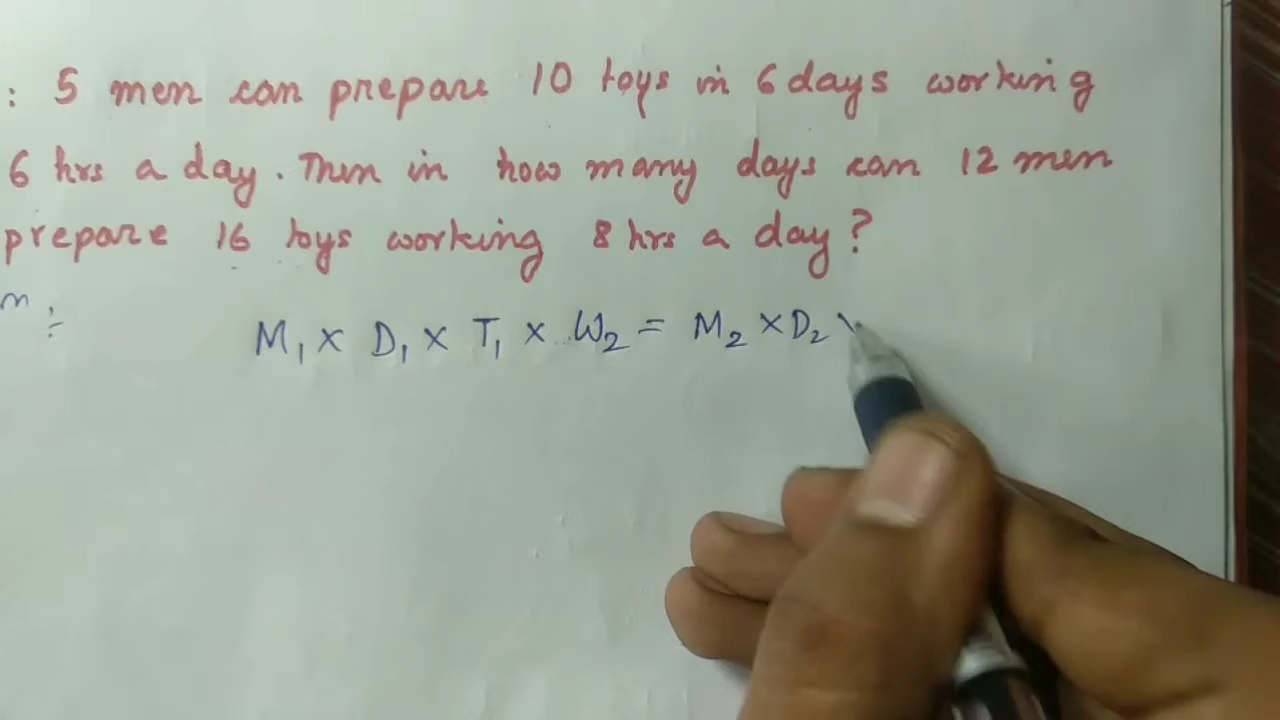 : 5 men can prepare 10 toys in 6 days working
6 hrs a day. Then in how many days can 12 men
prepare 16 toys working 8 hrs a day?
n :
M₁ × D₁ × T₁ × W₂ = M₂ × D₂